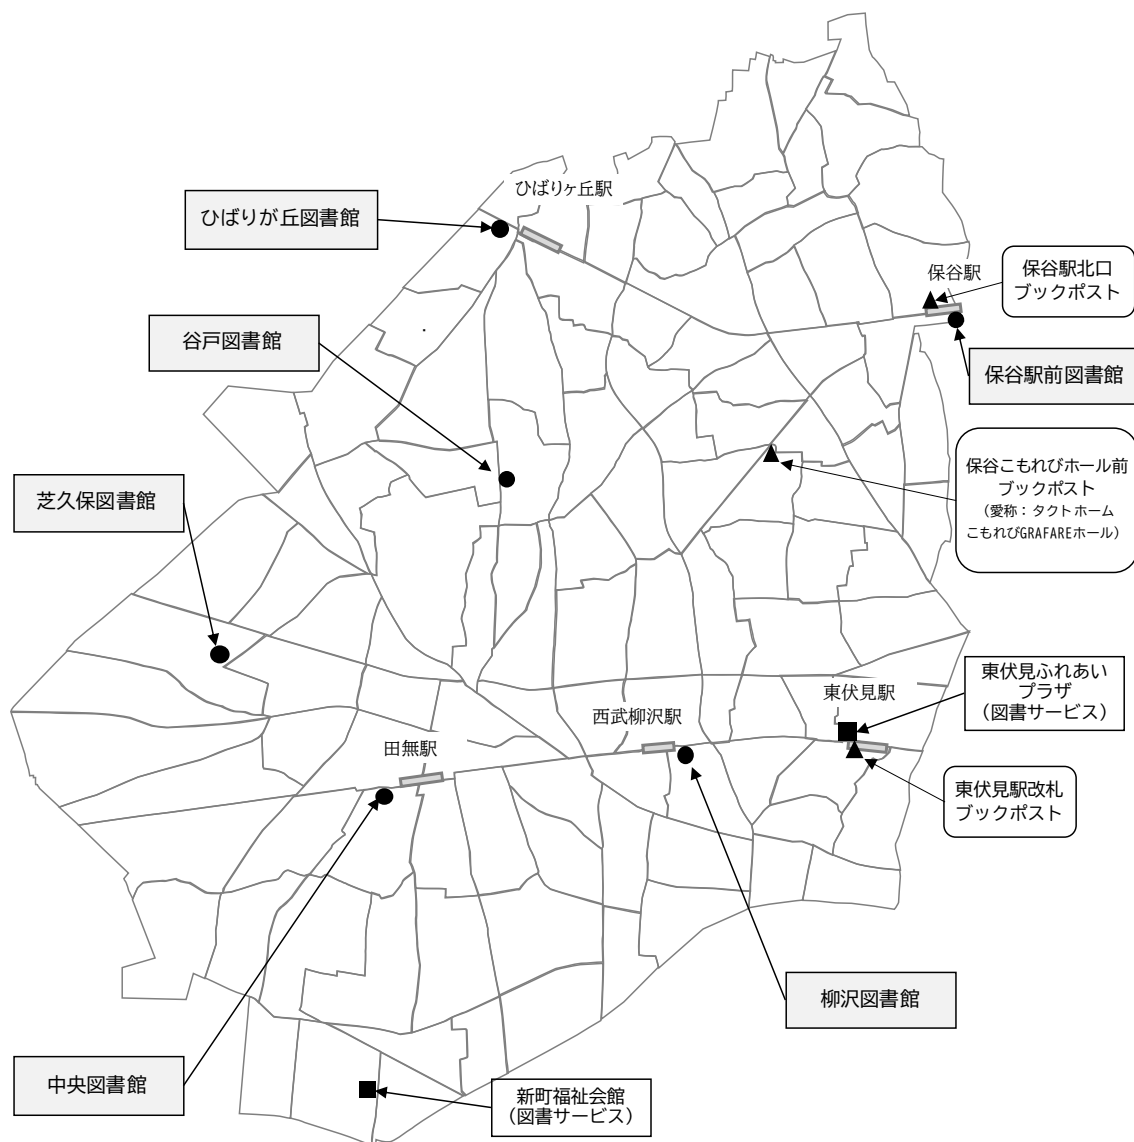 ひばりヶ丘駅
ひばりが丘図書館
保谷駅
保谷駅北口
ブックポスト
谷戸図書館
保谷駅前図書館
保谷こもれびホール前
ブックポスト
（愛称：タクトホーム
こもれびGRAFAREホール）
芝久保図書館
東伏見ふれあい
プラザ
（図書サービス）
東伏見駅
西武柳沢駅
田無駅
東伏見駅改札
ブックポスト
柳沢図書館
中央図書館
新町福祉会館
（図書サービス）